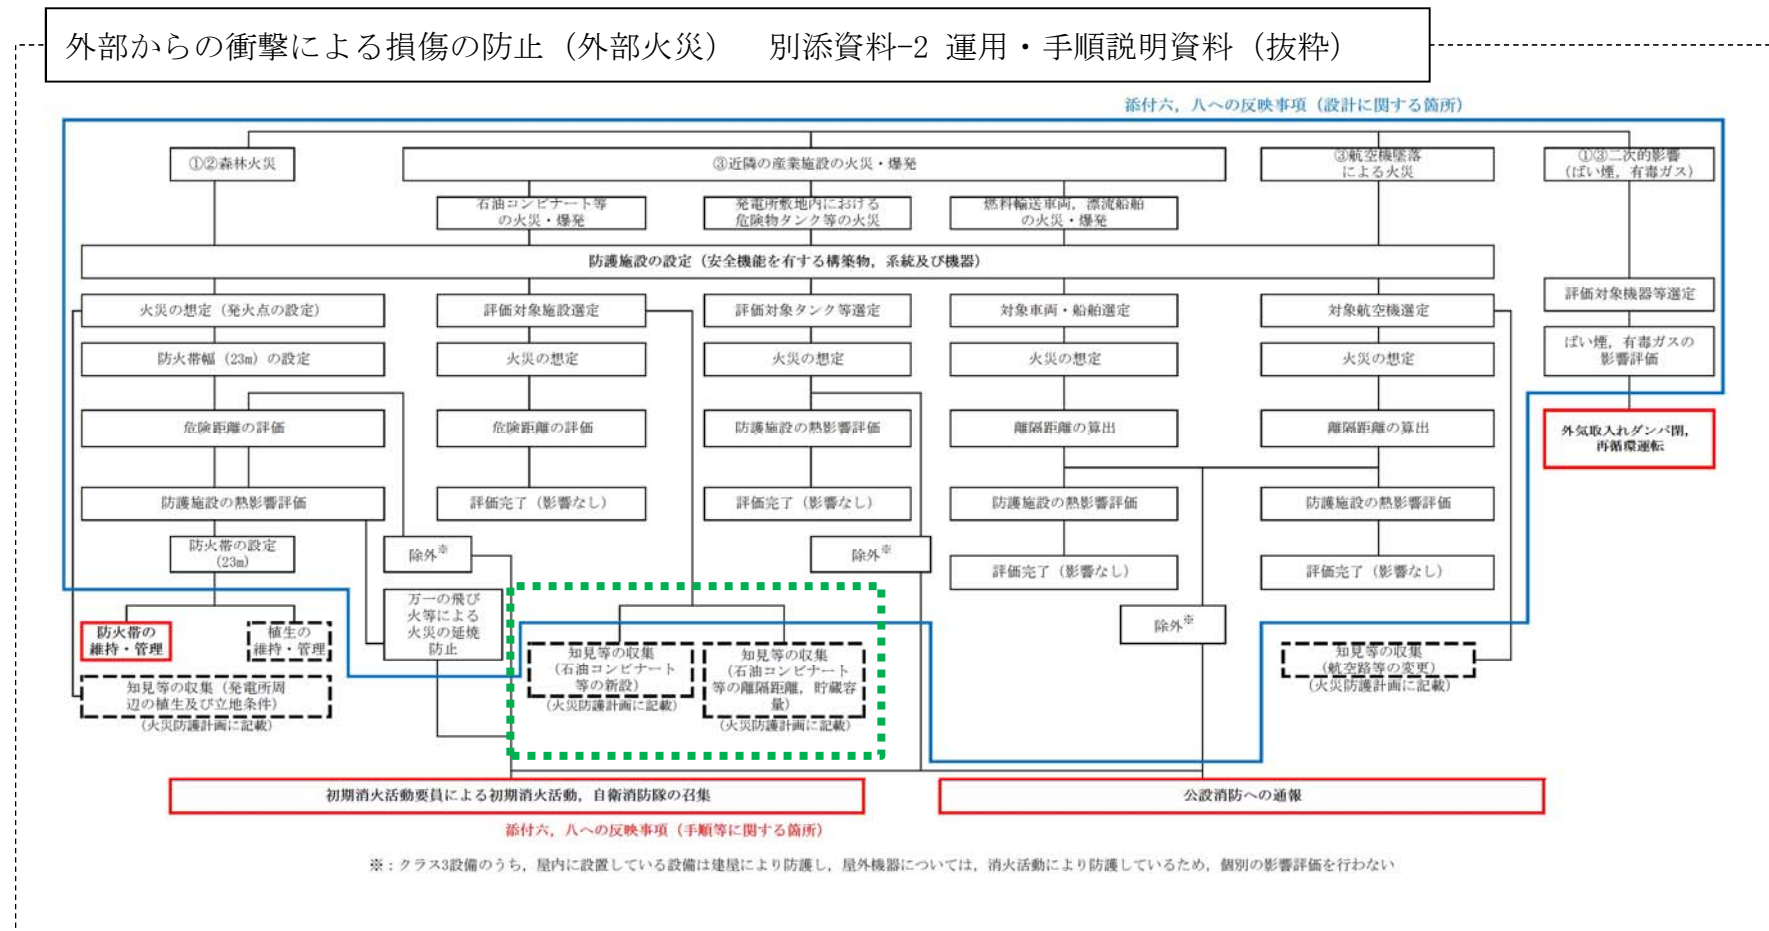 外部からの衝撃による損傷の防止（外部火災）　別添資料-2 運用・手順説明資料（抜粋）
添付六，八への反映事項（設計に関する箇所）
①②森林火災
③近隣の産業施設の火災・爆発
③航空機墜落
による火災
①③二次的影響
（ばい煙，有毒ガス）
石油コンビナート等
の火災・爆発
発電所敷地内における
危険物タンク等の火災
燃料輸送車両，漂流船舶
の火災・爆発
防護施設の設定（安全機能を有する構築物，系統及び機器）
火災の想定（発火点の設定）
評価対象施設選定
評価対象タンク等選定
対象車両・船舶選定
対象航空機選定
評価対象機器等選定
防火帯幅（23m）の設定
火災の想定
火災の想定
火災の想定
火災の想定
ばい煙，有毒ガスの
影響評価
危険距離の評価
危険距離の評価
防護施設の熱影響評価
離隔距離の算出
離隔距離の算出
外気取入れダンパ閉，
再循環運転
防護施設の熱影響評価
評価完了（影響なし）
評価完了（影響なし）
防護施設の熱影響評価
防護施設の熱影響評価
防火帯の設定
（23m）
除外※
除外※
評価完了（影響なし）
評価完了（影響なし）
防火帯の
維持・管理
植生の
維持・管理
万一の飛び
火等による
火災の延焼
防止
知見等の収集
（石油コンビナート
等の新設）
（火災防護計画に記載）
知見等の収集
（石油コンビナート
等の離隔距離，貯蔵容
量）
（火災防護計画に記載）
除外※
知見等の収集
（航空路等の変更）
（火災防護計画に記載）
知見等の収集（発電所周
辺の植生及び立地条件）
（火災防護計画に記載）
初期消火活動要員による初期消火活動，自衛消防隊の召集
公設消防への通報
添付六，八への反映事項（手順等に関する箇所）
※：クラス3設備のうち，屋内に設置している設備は建屋により防護し，屋外機器については，消火活動により防護しているため，個別の影響評価を行わない